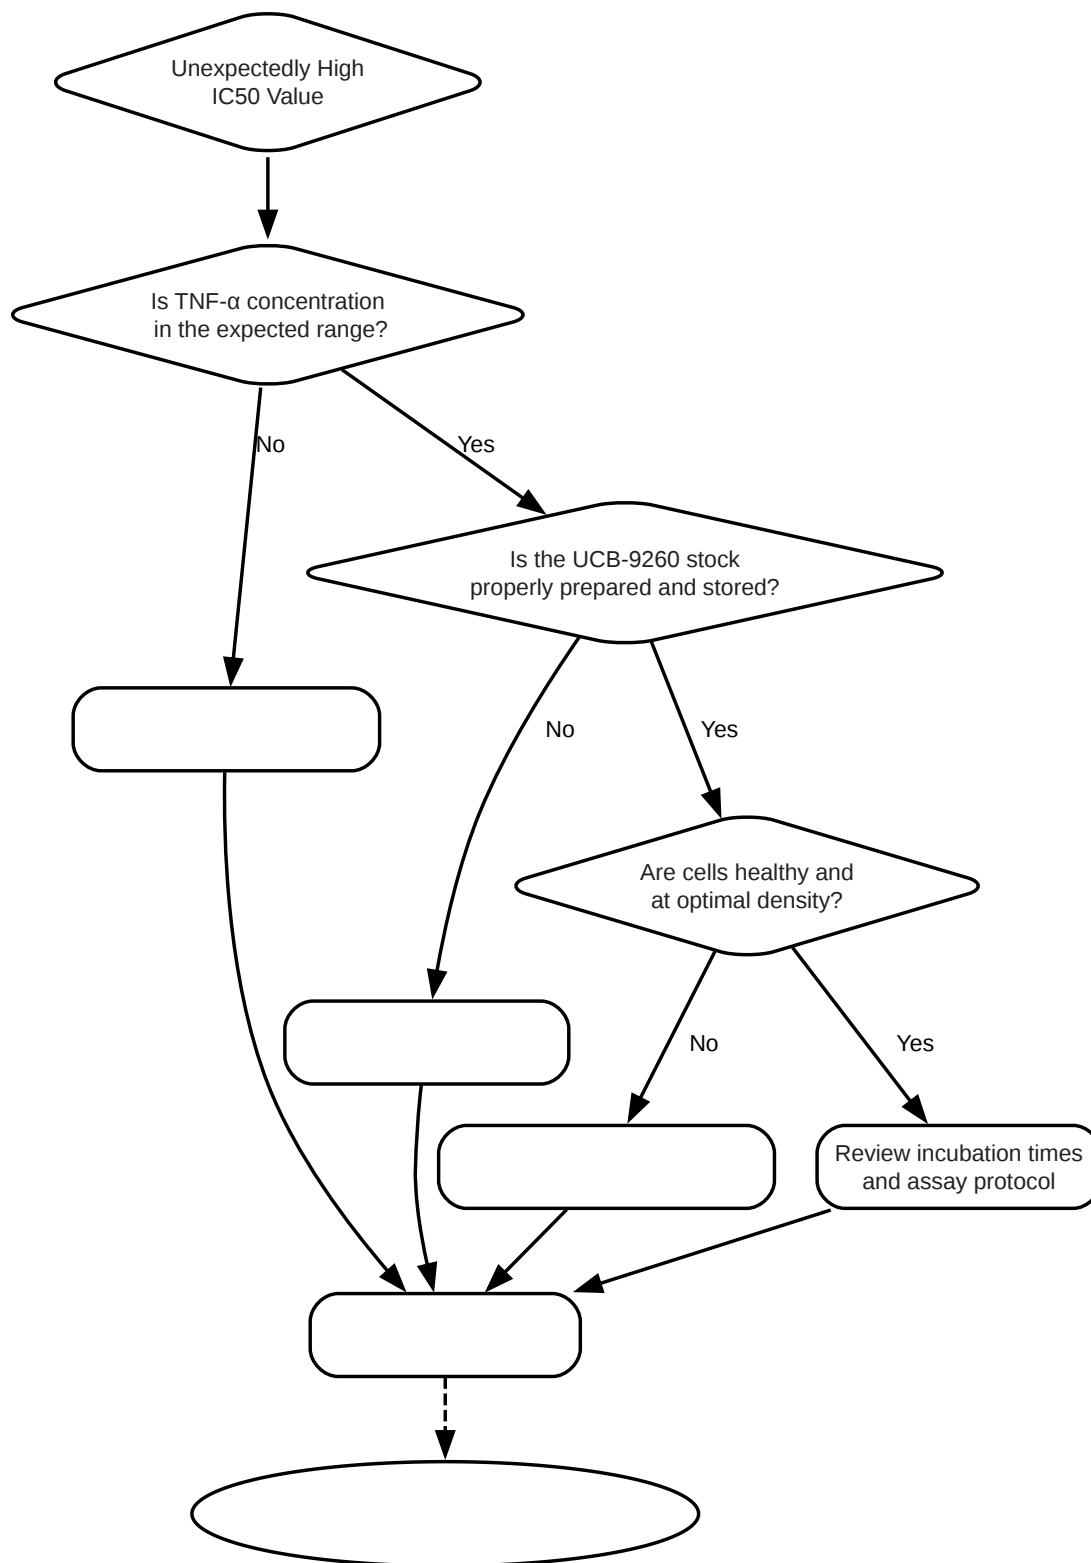 Unexpectedly High
IC50 Value
Is TNF-α concentration
in the expected range?
No
Yes
Is the UCB-9260 stock
properly prepared and stored?
No
Yes
Are cells healthy and
at optimal density?
No
Yes
Review incubation times
and assay protocol